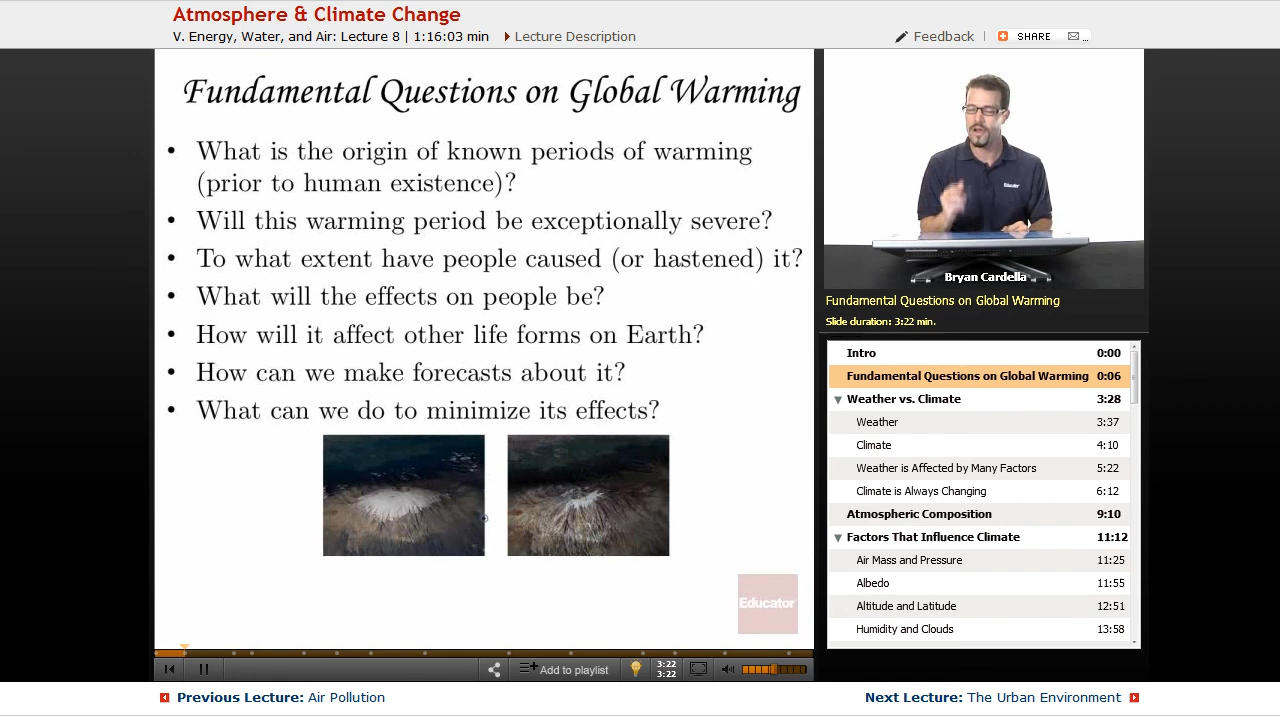 Atmosphere & Climate Change
V. Energy, Water, and Air: Lecture 8 | 1:16:03 min
Lecture Description
Feedback
SHARE
...
Fundamental Questions on Global Warming
• What is the origin of known periods of warming
(prior to human existence)?
• Will this warming period be exceptionally severe?
• To what extent have people caused (or hastened) it?
• What will the effects on people be?
• How will it affect other life forms on Earth?
• How can we make forecasts about it?
• What can we do to minimize its effects?
Educator
Educator
Bryan Cardella
Fundamental Questions on Global Warming
Slide duration: 3:22 min.
Intro 0:00
Fundamental Questions on Global Warming 0:06
Weather vs. Climate 3:28
Weather 3:37
Climate 4:10
Weather is Affected by Many Factors 5:22
Climate is Always Changing 6:12
Atmospheric Composition 9:10
Factors That Influence Climate 11:12
Air Mass and Pressure 11:25
Albedo 11:55
Altitude and Latitude 12:51
Humidity and Clouds 13:58
Add to playlist
3:22
3:22
Previous Lecture: Air Pollution
Next Lecture: The Urban Environment